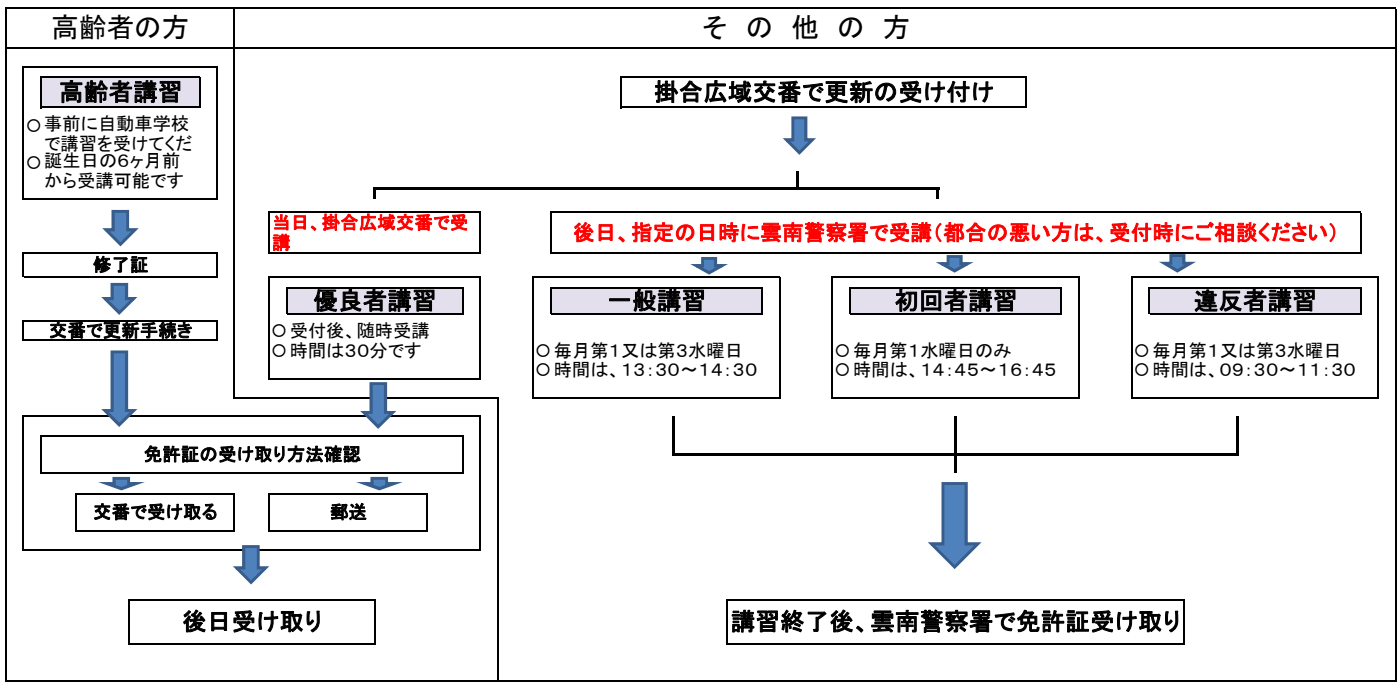 高齢者の方
その他の方
高齢者講習
○事前に自動車学校
で講習を受けてくだ
○誕生日の6ヶ月前
から受講可能です
修了証
交番で更新手続き
掛合広域交番で更新の受け付け
当日、掛合広域交番で受
講
後日、指定の日時に雲南警察署で受講(都合の悪い方は、受付時にご相談ください)
優良者講習
○受付後、随時受講
○時間は30分です
一般講習
○毎月第1又は第3水曜日
○時間は、13:30～14:30
初回者講習
○毎月第1水曜日のみ
○時間は、14:45～16:45
違反者講習
○毎月第1又は第3水曜日
○時間は、09:30～11:30
免許証の受け取り方法確認
交番で受け取る
郵送
後日受け取り
講習終了後、雲南警察署で免許証受け取り